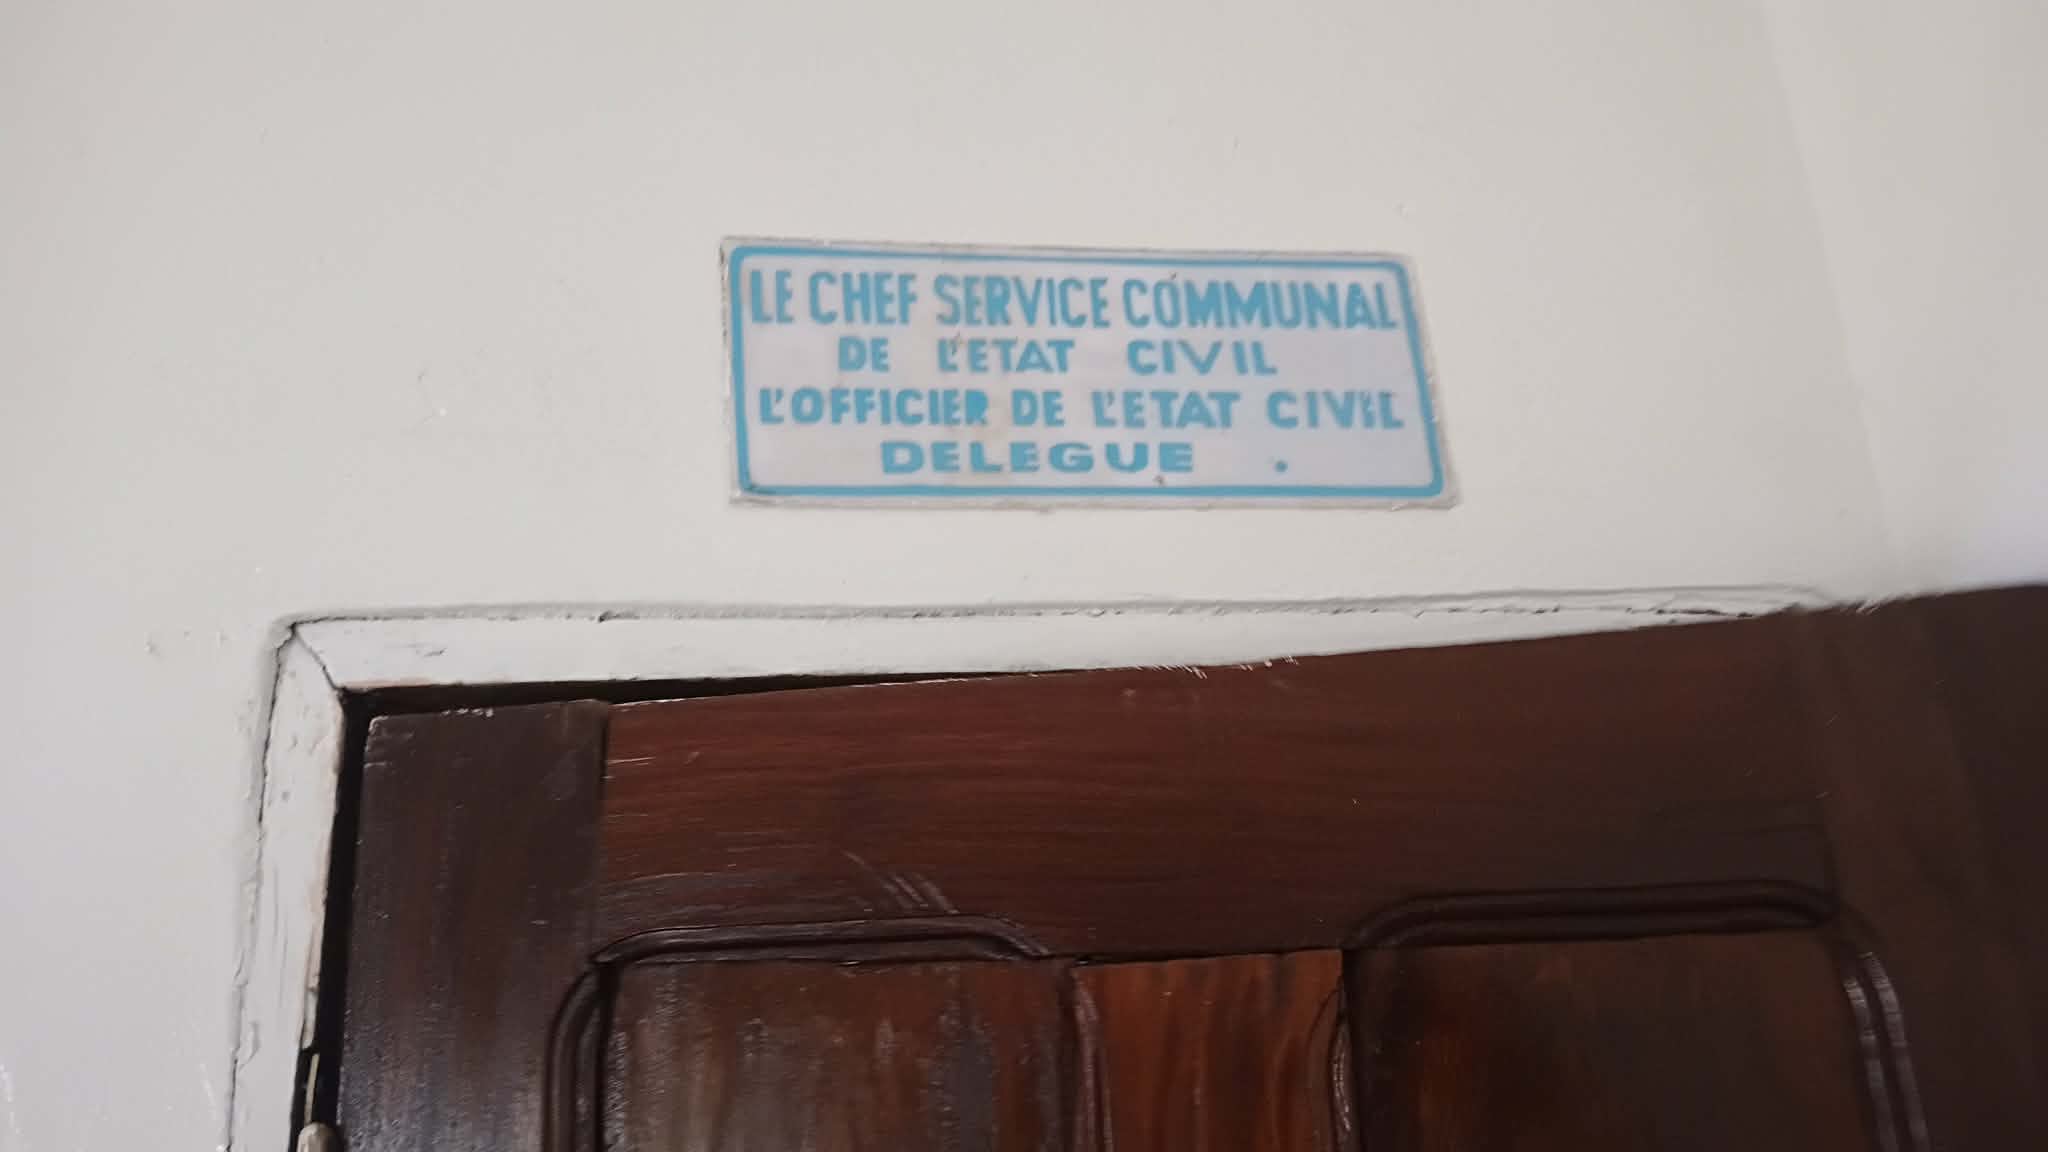 LE CHEF SERVICE COMMUNAL
DE L'ETAT CIVIL
L'OFFICIER DE L'ETAT CIVIL
DELEGUE .